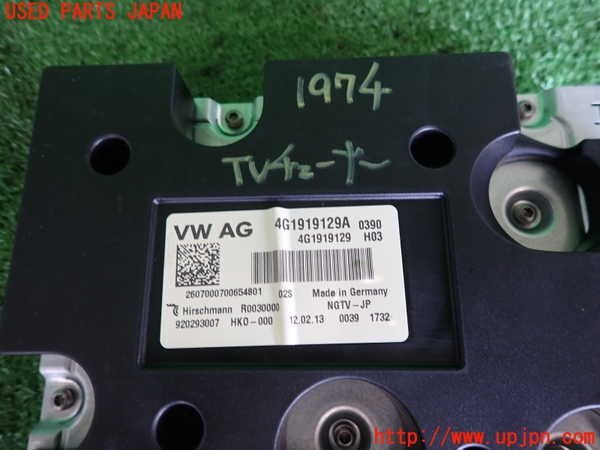 USED PARTS JAPAN
1974
TVチューナー
VW AG
4G1919129A 0390
4G1919129 H03
2607000700654801 02S Made in Germany
Hirschmann R0030000 NGTV-JP
920293007 HK0-000 12.02.13 0039 1732
http://www.upjpn.com